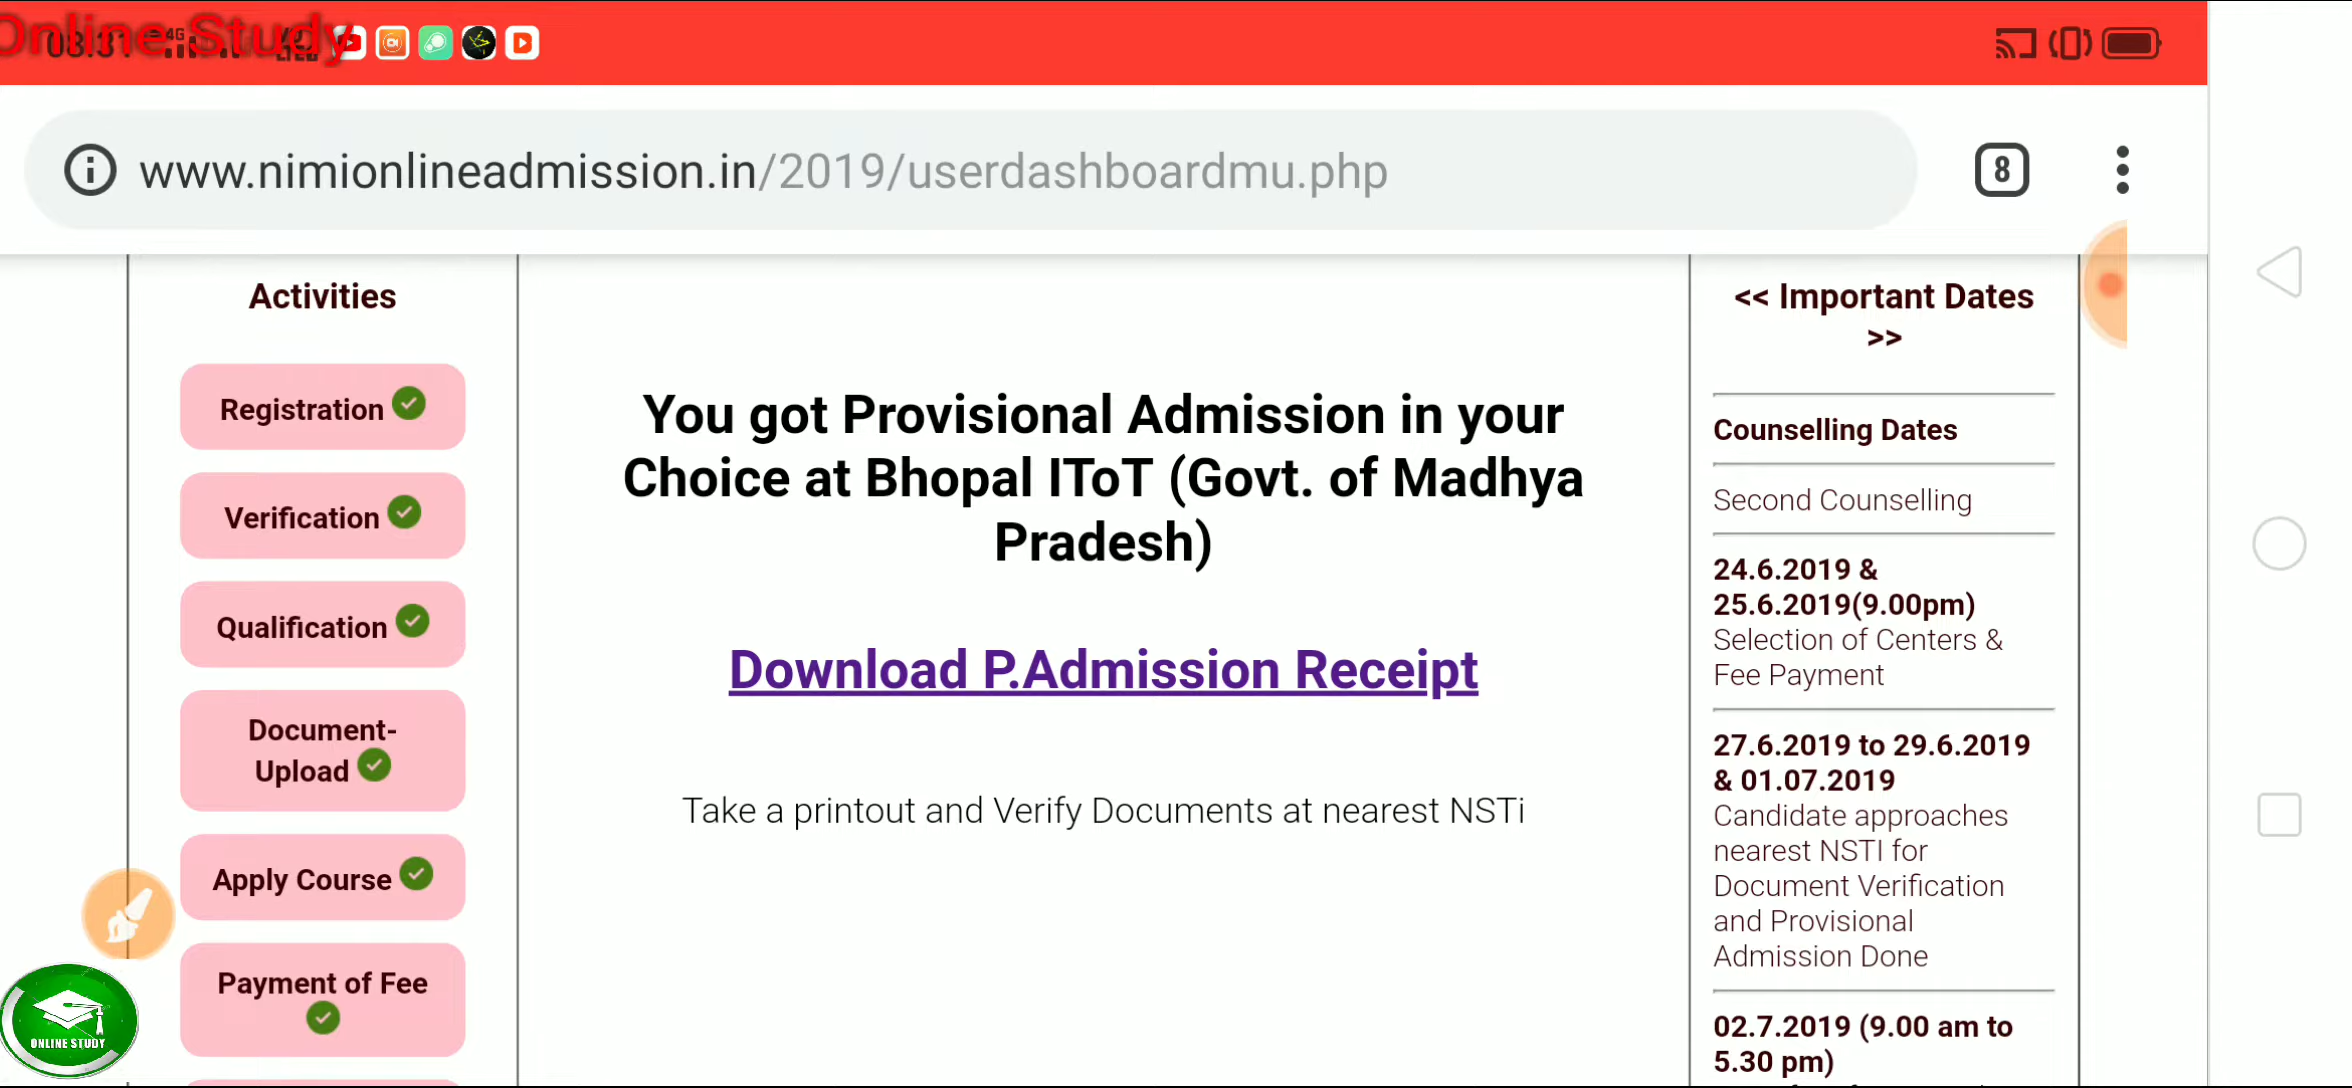 Online Study
4G
www.nimionlineadmission.in/2019/userdashboardmu.php
8
Activities
Registration
Verification
Qualification
Document-
Upload
Apply Course
Payment of Fee
You got Provisional Admission in your
Choice at Bhopal IToT (Govt. of Madhya
Pradesh)
Download P.Admission Receipt
Take a printout and Verify Documents at nearest NSTi
<< Important Dates
>>
Counselling Dates
Second Counselling
24.6.2019 &
25.6.2019(9.00pm)
Selection of Centers &
Fee Payment
27.6.2019 to 29.6.2019
& 01.07.2019
Candidate approaches
nearest NSTI for
Document Verification
and Provisional
Admission Done
02.7.2019 (9.00 am to
5.30 pm)
ONLINE STUDY